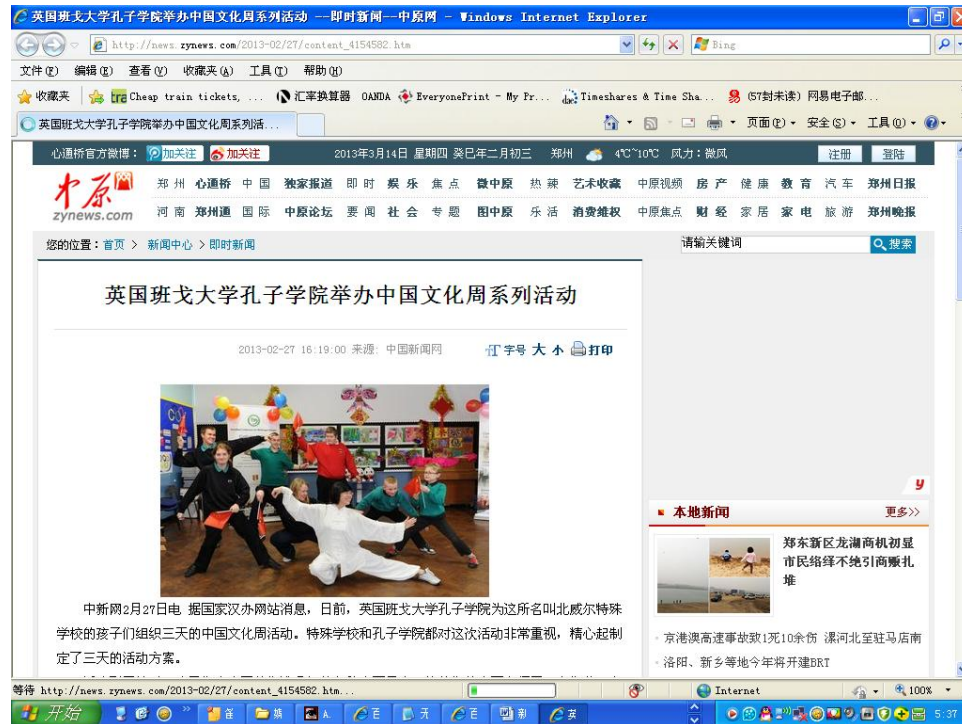 英国班戈大学孔子学院举办中国文化周系列活动 --即时新闻--中原网 - Windows Internet Explorer
http://news.zynews.com/2013-02/27/content_4154582.htm
Bing
文件(F) 编辑(E) 查看(V) 收藏夹(A) 工具(T) 帮助(H)
收藏夹 tra Cheap train tickets, ... 汇率换算器 OANDA EveryonePrint - My Pr... Timeshares & Time Sha... (57封未读) 网易电子邮...
英国班戈大学孔子学院举办中国文化周系列活...
页面(P) 安全(S) 工具(O)
心通桥官方微博: 加关注 加关注 2013年3月14日 星期四 癸巳年二月初三 郑州 4℃~10℃ 风力:微风 注册 登陆
中原
zynews.com
郑州 心通桥 中国 独家报道 即时 娱乐 焦点 微中原 热辣 艺术收藏 中原视频 房产 健康 教育 汽车 郑州日报
河南 郑州通 国际 中原论坛 要闻 社会 专题 图中原 乐活 消费维权 中原焦点 财经 家居 家电 旅游 郑州晚报
您的位置:首页 > 新闻中心 > 即时新闻
请输关键词 搜索
英国班戈大学孔子学院举办中国文化周系列活动
2013-02-27 16:19:00 来源: 中国新闻网 字号 大 小 打印
中新网2月27日电 据国家汉办网站消息，日前，英国班戈大学孔子学院为这所名叫北威尔特殊
学校的孩子们组织三天的中国文化周活动。特殊学校和孔子学院都对这次活动非常重视，精心起制
定了三天的活动方案。
y
本地新闻 更多>>
郑东新区龙湖商机初显
市民络绎不绝引商贩扎
堆
京港澳高速事故致1死10余伤 漯河北至驻马店南
洛阳、新乡等地今年将开建BRT
等待 http://news.zynews.com/2013-02/27/content_4154582.htm... Internet 100%
开始 5:37